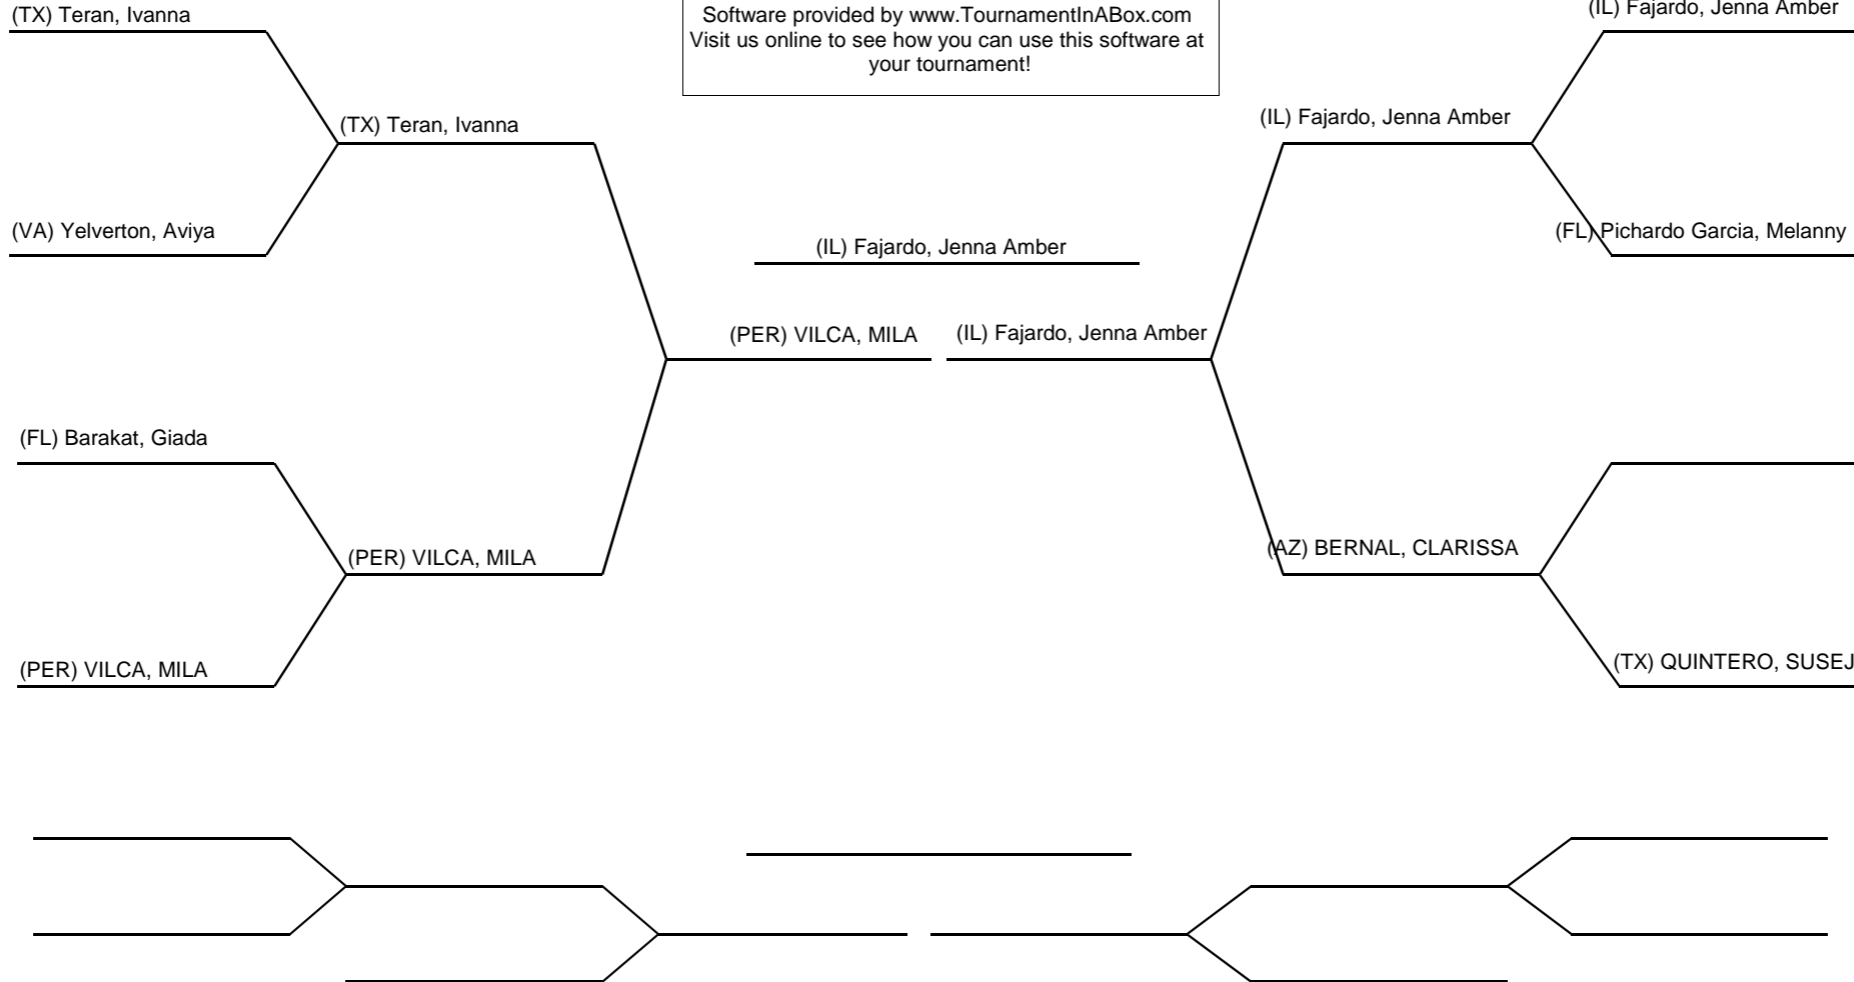 (TX) Teran, Ivanna
Software provided by www.TournamentInABox.com
Visit us online to see how you can use this software at
your tournament!
(IL) Fajardo, Jenna Amber
(TX) Teran, Ivanna
(IL) Fajardo, Jenna Amber
(VA) Yelverton, Aviya
(IL) Fajardo, Jenna Amber
(FL) Pichardo Garcia, Melanny
(PER) VILCA, MILA
(IL) Fajardo, Jenna Amber
(FL) Barakat, Giada
(PER) VILCA, MILA
(AZ) BERNAL, CLARISSA
(PER) VILCA, MILA
(TX) QUINTERO, SUSEJ